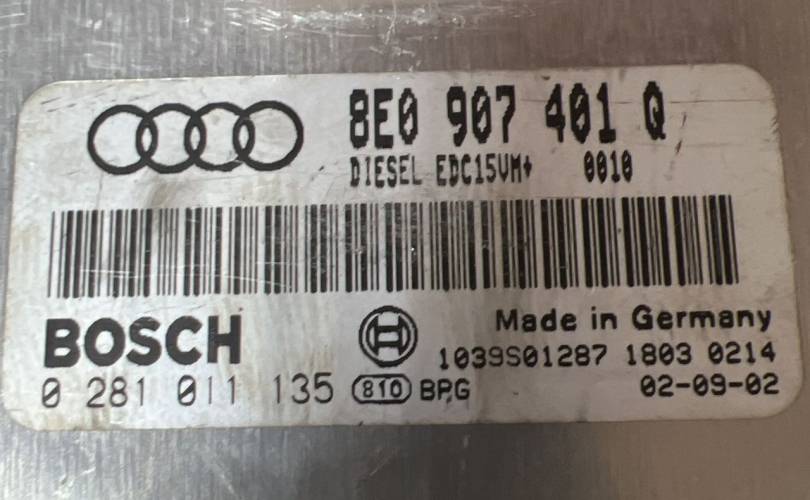 8E0 907 401 Q
DIESEL EDC15VM+ 0010
BOSCH
Made in Germany
1039S01287 1803 0214
0 281 011 135 810 BPG 02-09-02